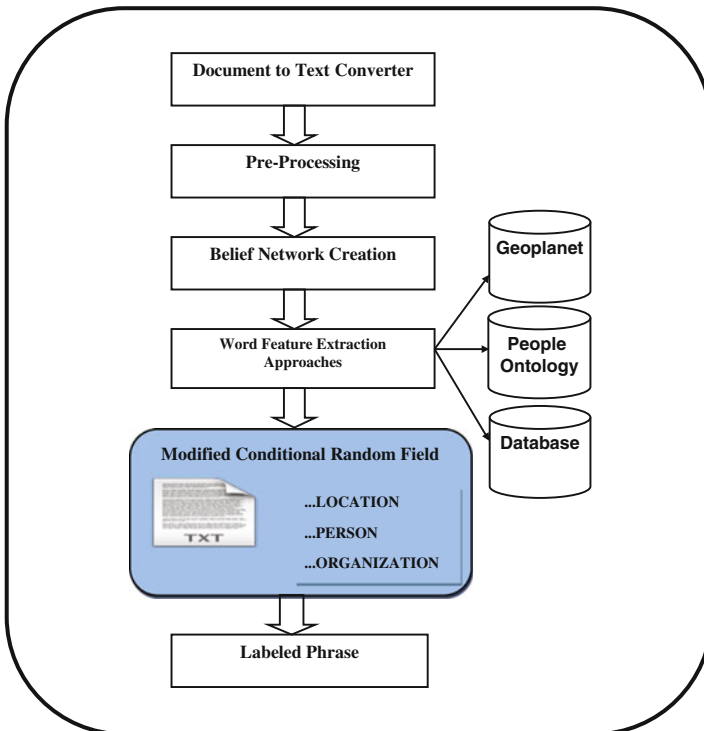 Document to Text Converter
Pre-Processing
Belief Network Creation
Word Feature Extraction
Approaches
Geoplanet
People
Ontology
Database
Modified Conditional Random Field
TXT
...LOCATION
...PERSON
...ORGANIZATION
Labeled Phrase